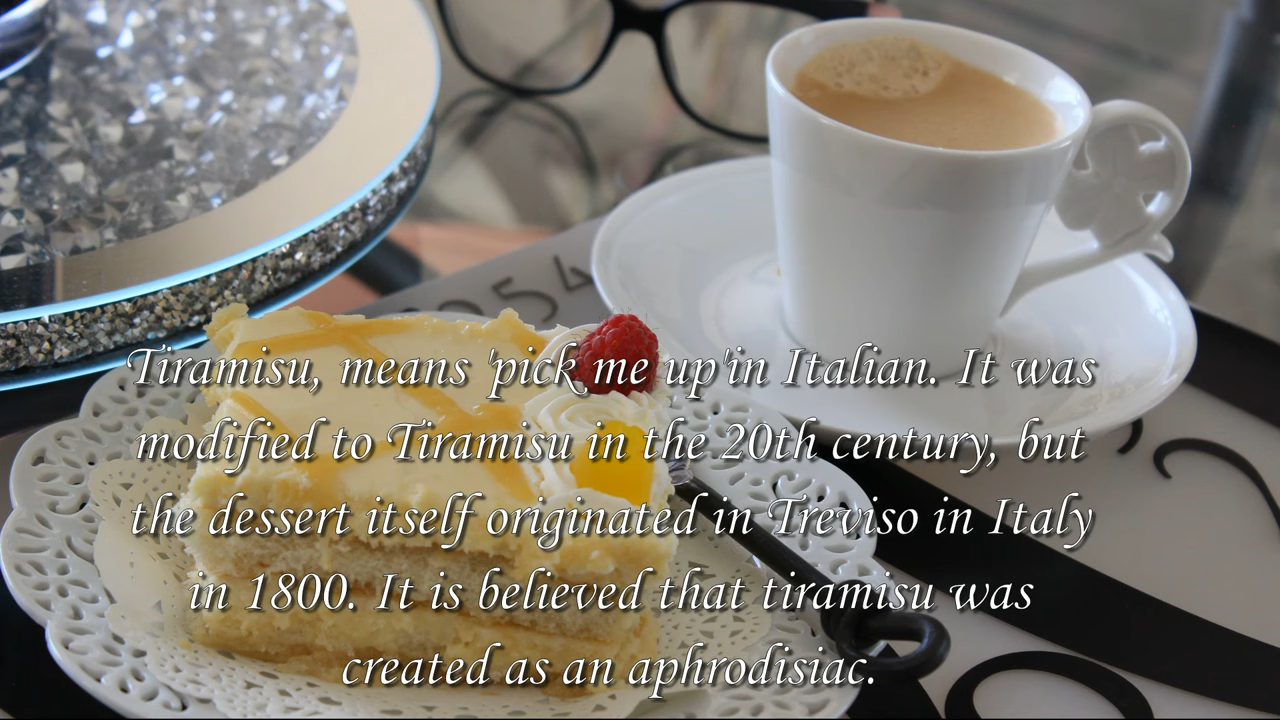 254
Tiramisu, means 'pick me up'in Italian. It was
modified to Tiramisu in the 20th century, but
the dessert itself originated in Treviso in Italy
in 1800. It is believed that tiramisu was
created as an aphrodisiac.